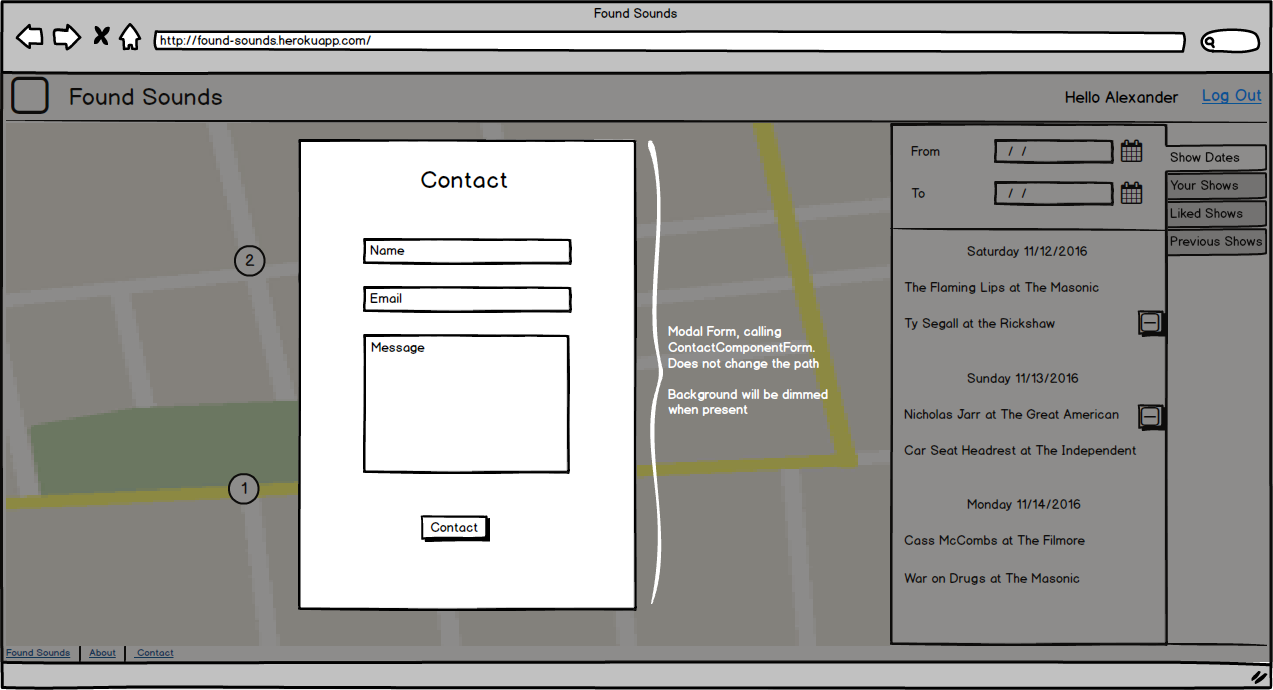 Found Sounds
http://found-sounds.herokuapp.com/
Found Sounds
Hello Alexander
Log Out
Contact
Name
Email
Message
Contact
2
1
Modal Form, calling
ContactComponentForm.
Does not change the path
Background will be dimmed
when present
From
/ /
To
/ /
Show Dates
Your Shows
Liked Shows
Previous Shows
Saturday 11/12/2016
The Flaming Lips at The Masonic
Ty Segall at the Rickshaw
Sunday 11/13/2016
Nicholas Jarr at The Great American
Car Seat Headrest at The Independent
Monday 11/14/2016
Cass McCombs at The Filmore
War on Drugs at The Masonic
Found Sounds
About
Contact